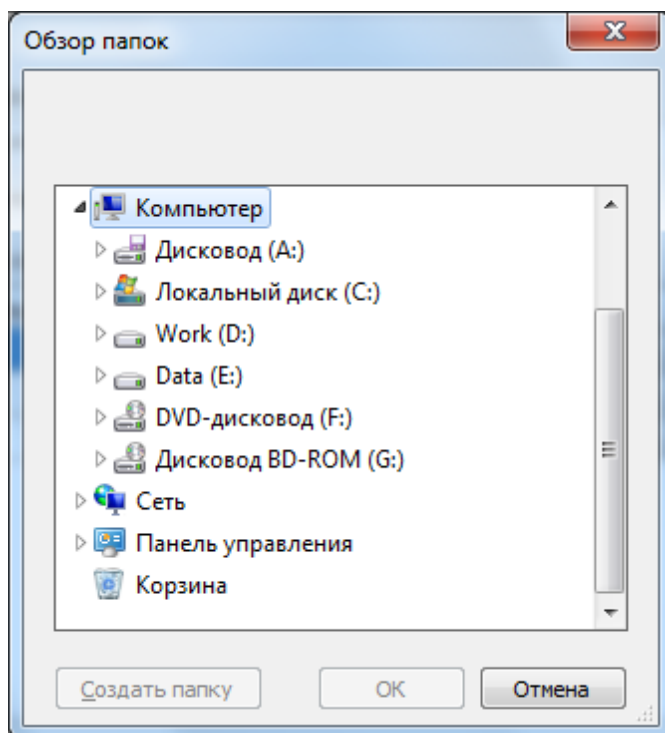 Обзор папок
Компьютер
Дисковод (A:)
Локальный диск (C:)
Work (D:)
Data (E:)
DVD-дисковод (F:)
Дисковод BD-ROM (G:)
Сеть
Панель управления
Корзина
Создать папку ОК Отмена